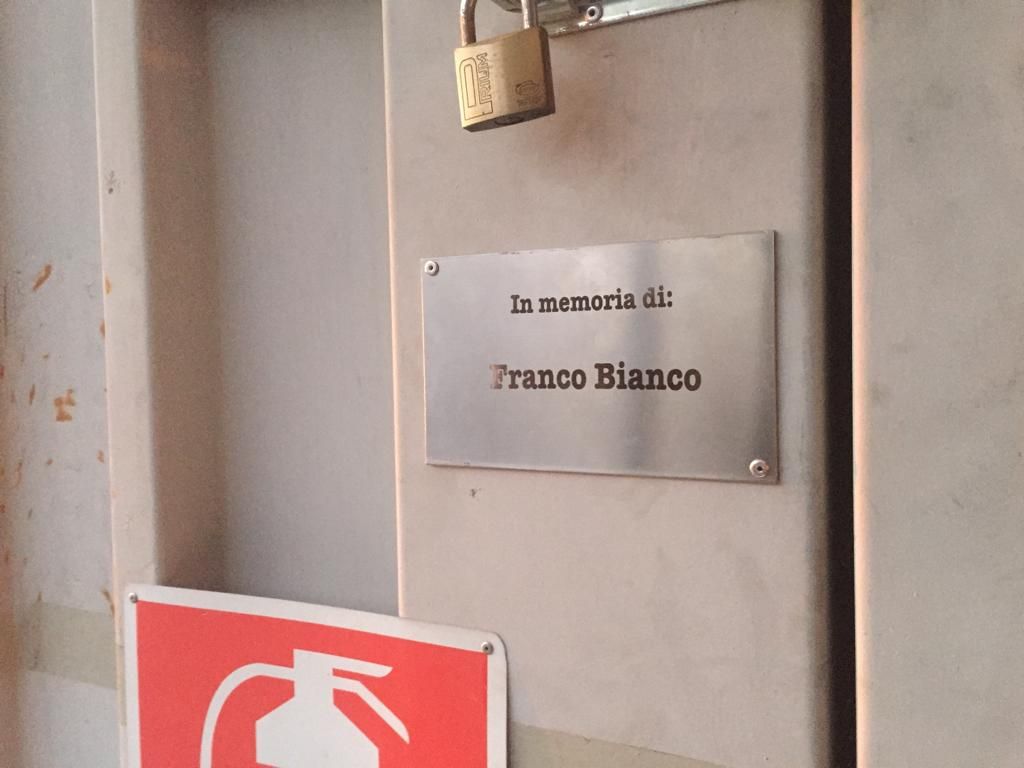 In memoria di:
Franco Bianco